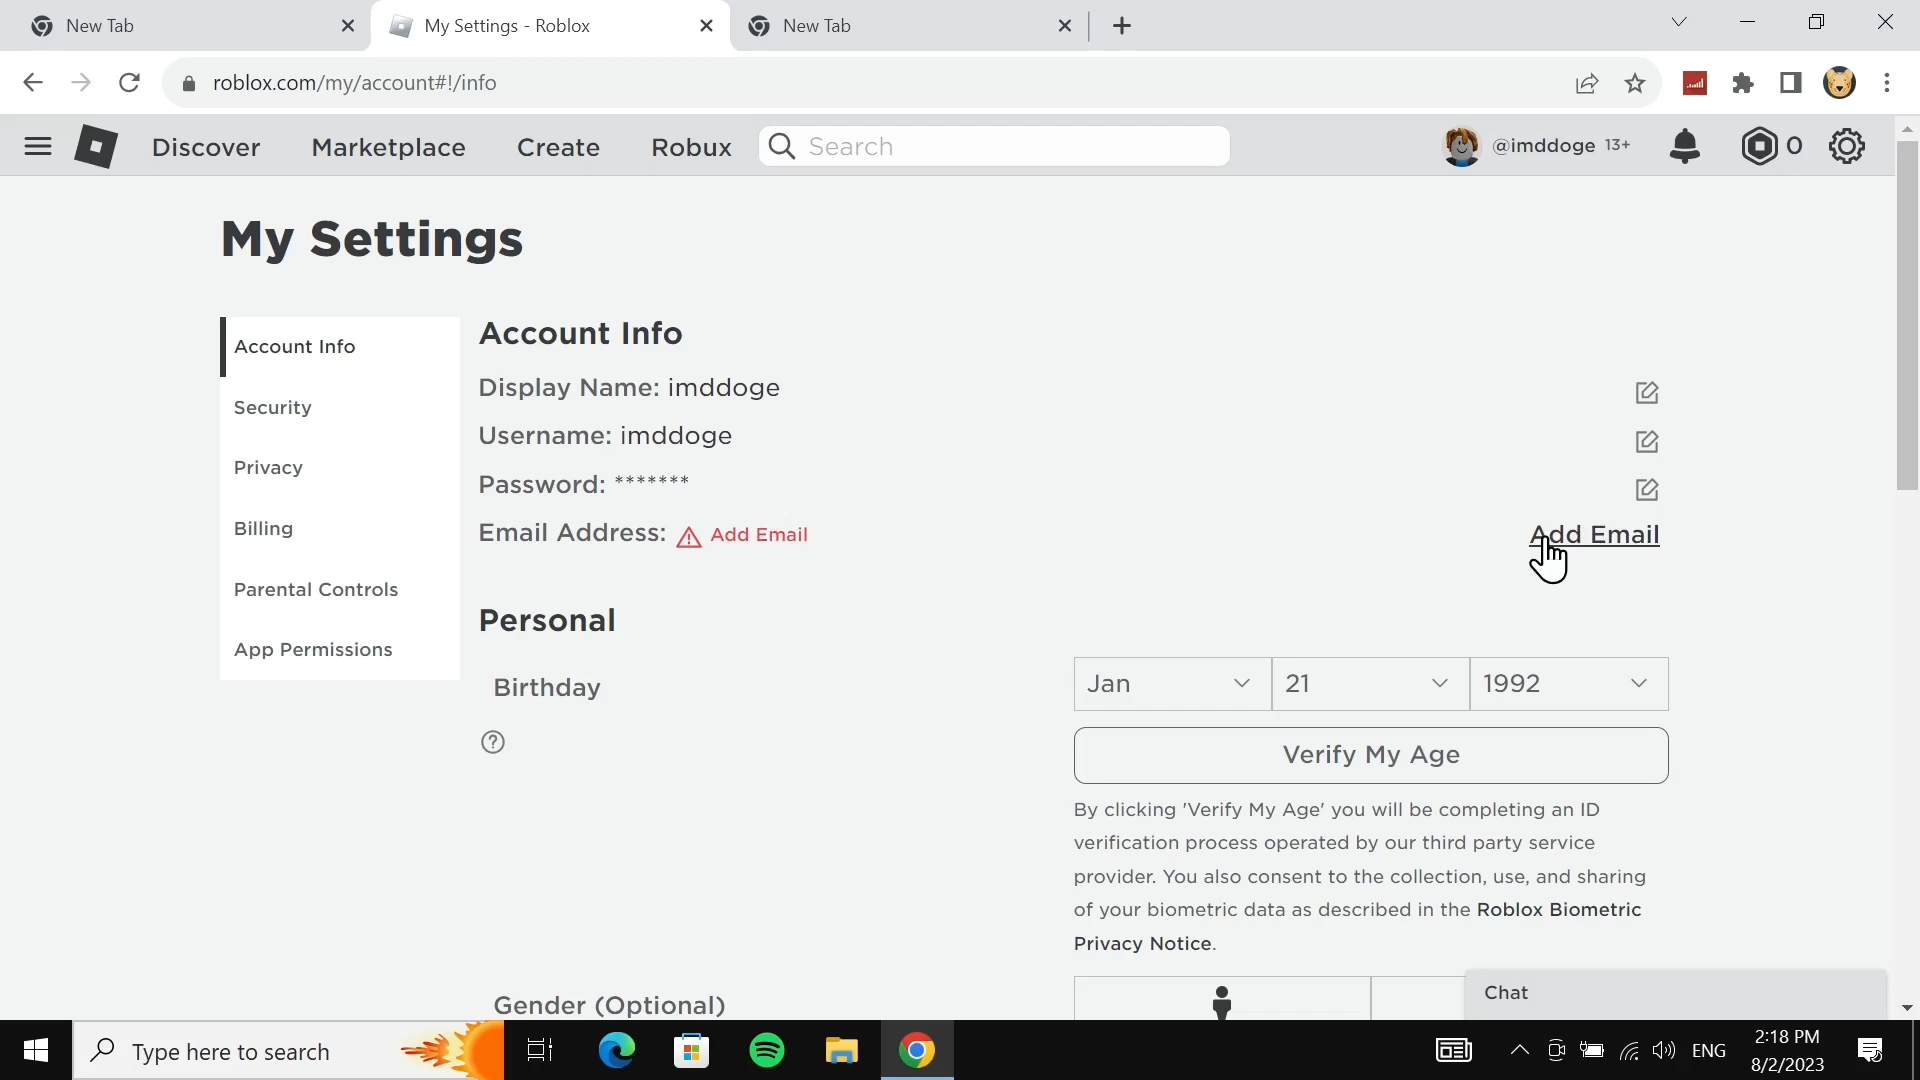 New Tab
My Settings - Roblox
New Tab
roblox.com/my/account#!/info
Discover
Marketplace
Create
Robux
Search
@imddoge 13+
0
My Settings
Account Info
Security
Privacy
Billing
Parental Controls
App Permissions
Account Info
Display Name: imddoge
Username: imddoge
Password: *******
Email Address: Add Email
Add Email
Personal
Birthday
Jan
21
1992
Verify My Age
By clicking 'Verify My Age' you will be completing an ID
verification process operated by our third party service
provider. You also consent to the collection, use, and sharing
of your biometric data as described in the Roblox Biometric
Privacy Notice.
Gender (Optional)
Chat
Type here to search
ENG
2:18 PM
8/2/2023